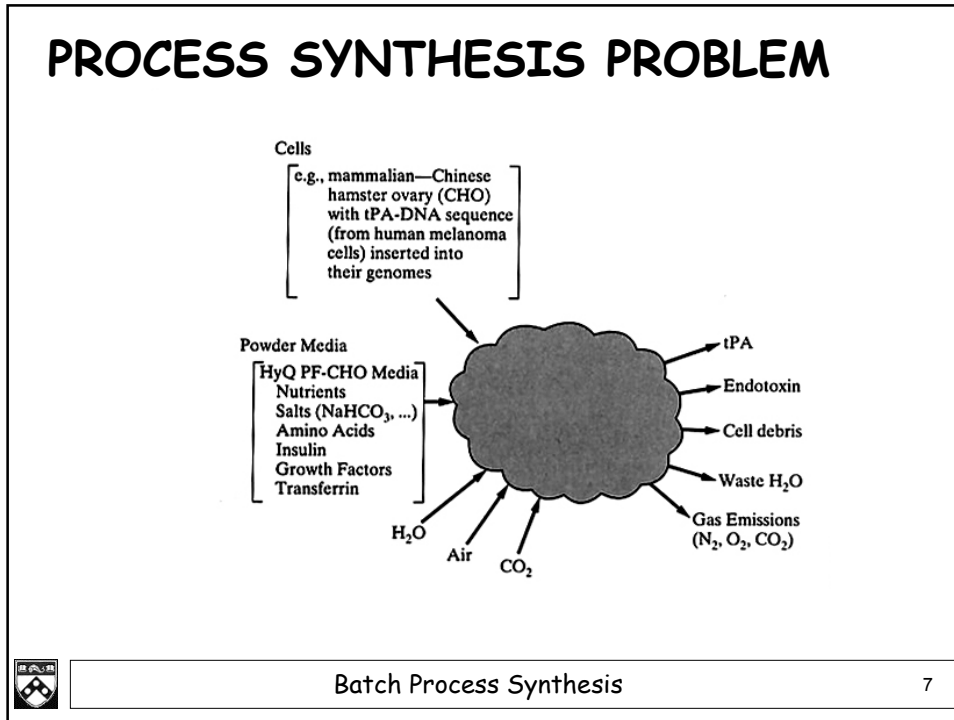 PROCESS SYNTHESIS PROBLEM
Cells
e.g., mammalian—Chinese
hamster ovary (CHO)
with tPA-DNA sequence
(from human melanoma
cells) inserted into
their genomes
Powder Media
HyQ PF-CHO Media
Nutrients
Salts (NaHCO₃, ...)
Amino Acids
Insulin
Growth Factors
Transferrin
H₂O
Air
CO₂
tPA
Endotoxin
Cell debris
Waste H₂O
Gas Emissions
(N₂, O₂, CO₂)
Batch Process Synthesis
7